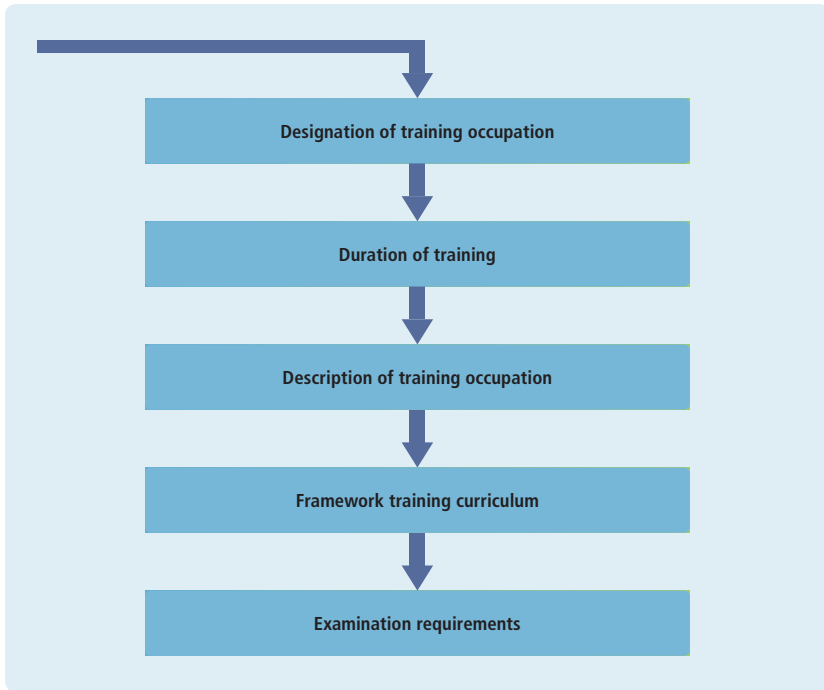 Designation of training occupation
Duration of training
Description of training occupation
Framework training curriculum
Examination requirements